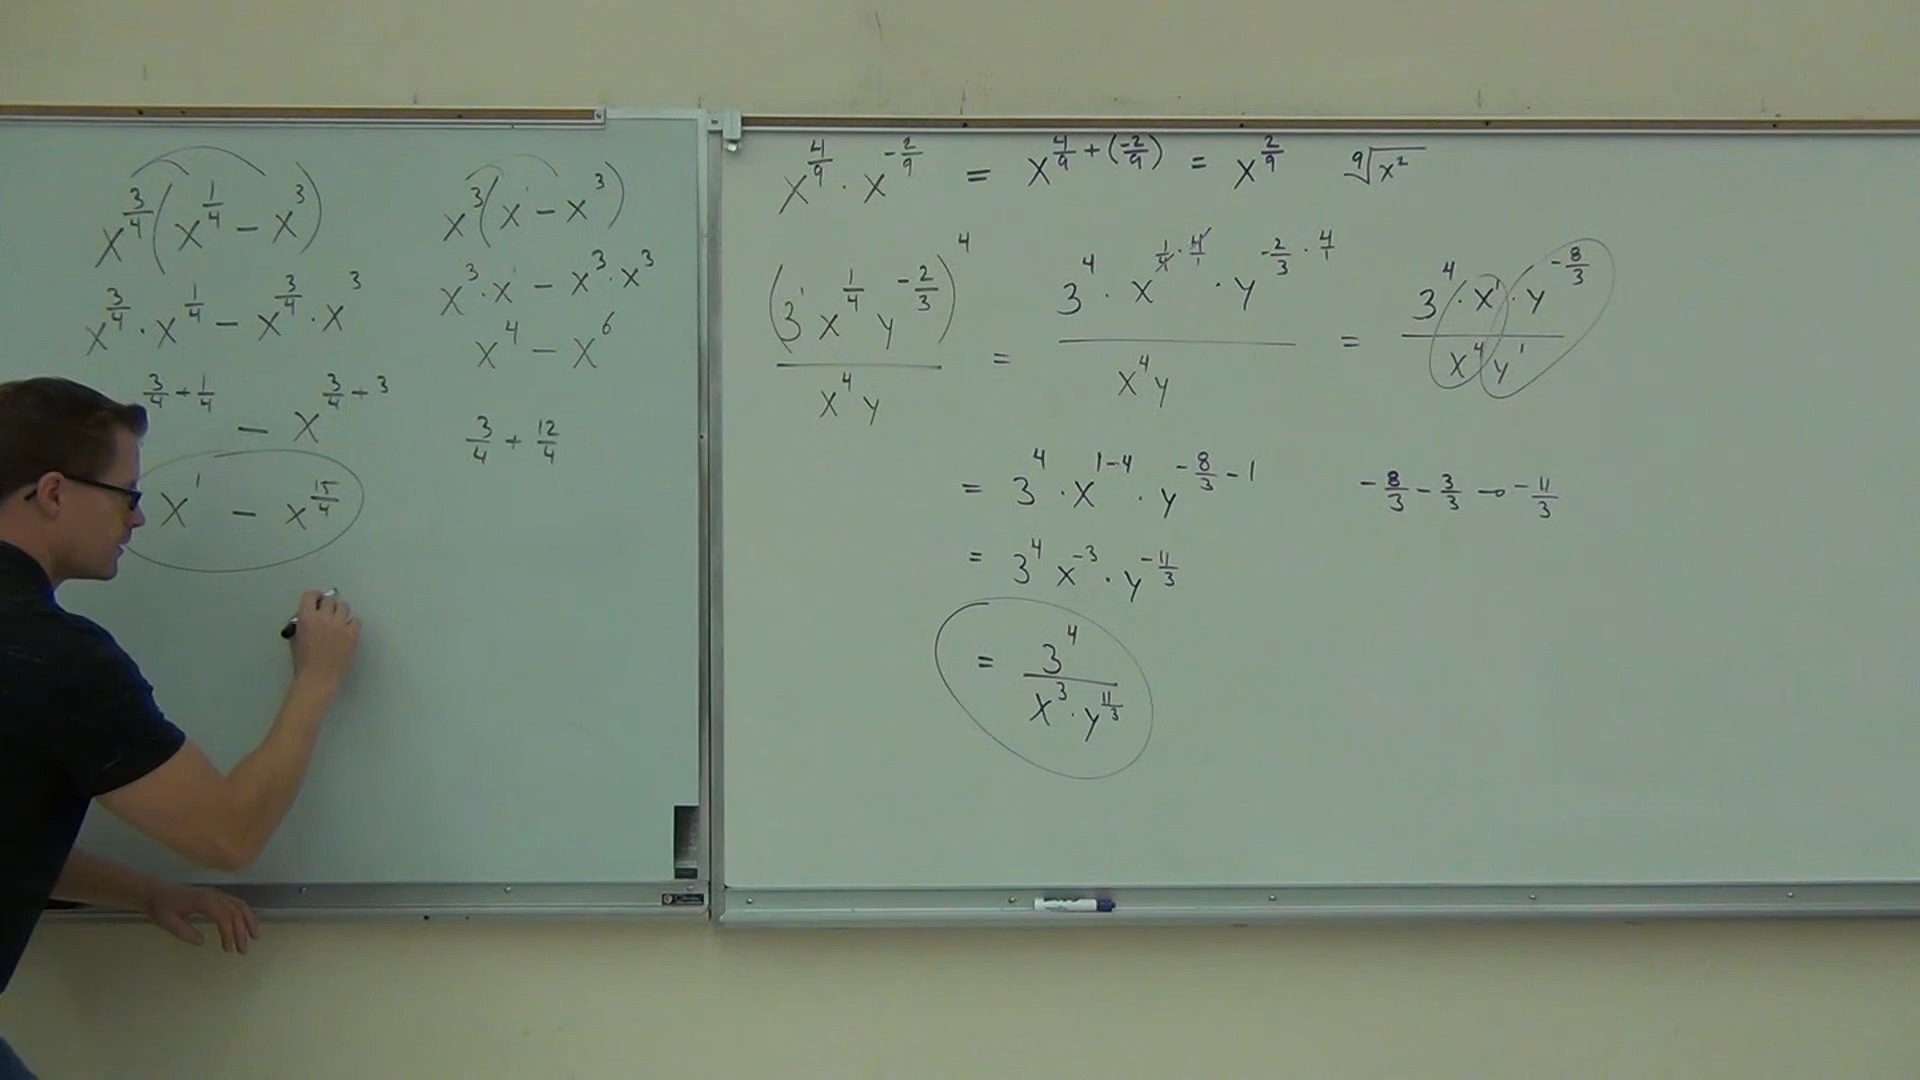 x^{3/4}(x^{1/4} - x^3)
x^{3/4} · x^{1/4} - x^{3/4} · x^3
^{3/4 + 1/4} - x^{3/4 + 3}
x^1 - x^{15/4}
x^3(x^1 - x^3)
x^3 · x^1 - x^3 · x^3
x^4 - x^6
3/4 + 12/4
x^{4/9} · x^{-2/9} = x^{4/9 + (-2/9)} = x^{2/9} ⁹√x²
(3^1 x^{1/4} y^{-2/3})^4 / x^4 y = 3^4 · x^{1/4 · 4/1} · y^{-2/3 · 4/1} / x^4 y = 3^4 · x^1 · y^{-8/3} / x^4 y^1
= 3^4 · x^{1-4} · y^{-8/3 - 1} -8/3 - 3/3 → -11/3
= 3^4 x^{-3} · y^{-11/3}
= 3^4 / x^3 · y^{11/3}